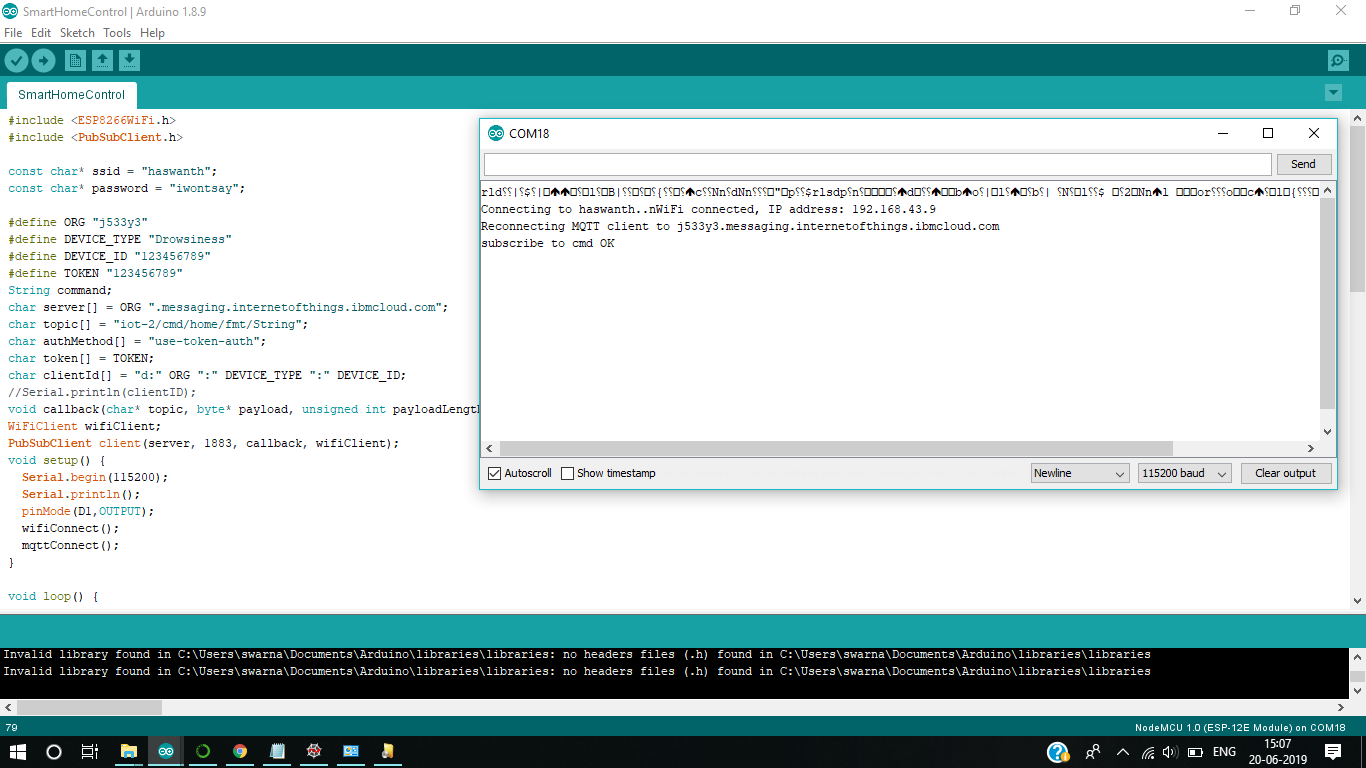 SmartHomeControl | Arduino 1.8.9
File Edit Sketch Tools Help
SmartHomeControl
#include <ESP8266WiFi.h>
#include <PubSubClient.h>
const char* ssid = "haswanth";
const char* password = "iwontsay";
#define ORG "j533y3"
#define DEVICE_TYPE "Drowsiness"
#define DEVICE_ID "123456789"
#define TOKEN "123456789"
String command;
char server[] = ORG ".messaging.internetofthings.ibmcloud.com";
char topic[] = "iot-2/cmd/home/fmt/String";
char authMethod[] = "use-token-auth";
char token[] = TOKEN;
char clientId[] = "d:" ORG ":" DEVICE_TYPE ":" DEVICE_ID;
//Serial.println(clientID);
void callback(char* topic, byte* payload, unsigned int payloadLengt
WiFiClient wifiClient;
PubSubClient client(server, 1883, callback, wifiClient);
void setup() {
Serial.begin(115200);
Serial.println();
pinMode(D1,OUTPUT);
wifiConnect();
mqttConnect();
}
void loop() {
COM18
Send
Connecting to haswanth..nWiFi connected, IP address: 192.168.43.9
Reconnecting MQTT client to j533y3.messaging.internetofthings.ibmcloud.com
subscribe to cmd OK
Autoscroll Show timestamp Newline 115200 baud Clear output
Invalid library found in C:\Users\swarna\Documents\Arduino\libraries\libraries: no headers files (.h) found in C:\Users\swarna\Documents\Arduino\libraries\libraries
Invalid library found in C:\Users\swarna\Documents\Arduino\libraries\libraries: no headers files (.h) found in C:\Users\swarna\Documents\Arduino\libraries\libraries
79 NodeMCU 1.0 (ESP-12E Module) on COM18
ENG 15:07
20-06-2019